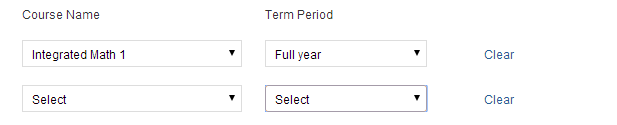 Course Name Term Period
Integrated Math 1 Full year Clear
Select Select Clear